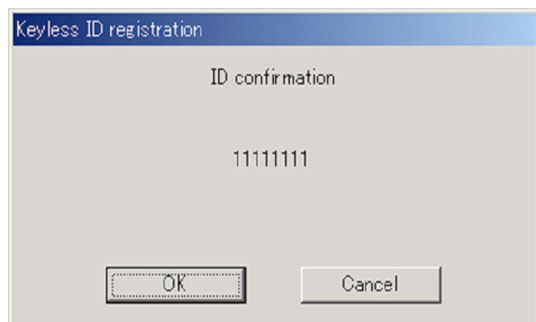 Keyless ID registration
ID confirmation
11111111
OK Cancel